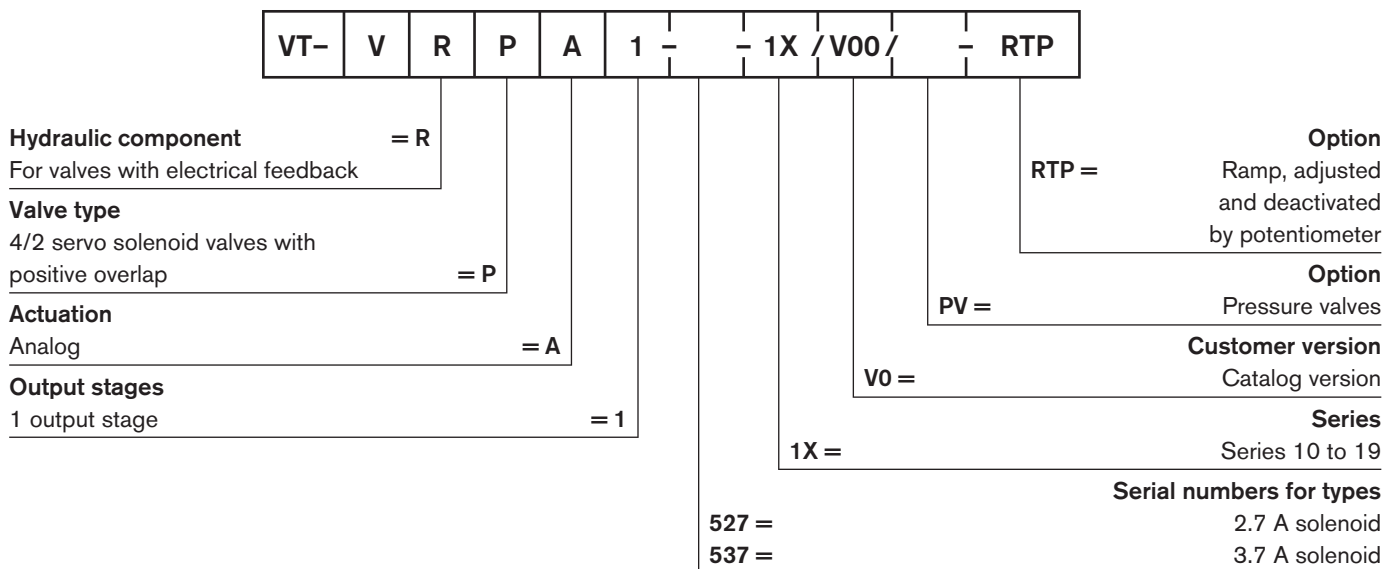 VT– V R P A 1 – – 1X / V00 / – RTP
Hydraulic component = R
For valves with electrical feedback
Valve type
4/2 servo solenoid valves with
positive overlap = P
Actuation
Analog = A
Output stages
1 output stage = 1
Option
RTP = Ramp, adjusted
and deactivated
by potentiometer
Option
PV = Pressure valves
Customer version
V0 = Catalog version
Series
1X = Series 10 to 19
Serial numbers for types
527 = 2.7 A solenoid
537 = 3.7 A solenoid